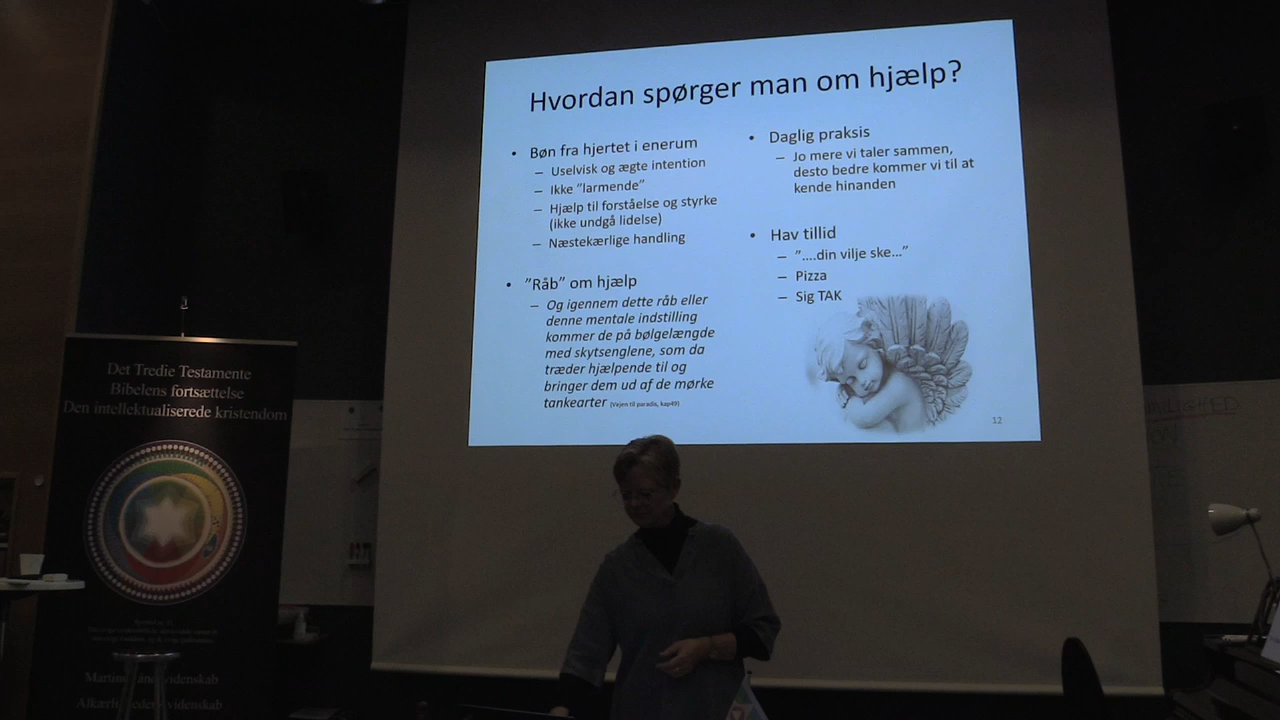 Hvordan spørger man om hjælp?
• Bøn fra hjertet i enerum
– Uselvisk og ægte intention
– Ikke ”larmende”
– Hjælp til forståelse og styrke
(ikke undgå lidelse)
– Næstekærlige handling
• ”Råb” om hjælp
– Og igennem dette råb eller
denne mentale indstilling
kommer de på bølgelængde
med skytsenglene, som da
træder hjælpende til og
bringer dem ud af de mørke
tankearter (Vejen til paradis, kap49)
• Daglig praksis
– Jo mere vi taler sammen,
desto bedre kommer vi til at
kende hinanden
• Hav tillid
– ”....din vilje ske...”
– Pizza
– Sig TAK
12
Det Tredie Testamente
Bibelens fortsættelse
Den intellektualiserede kristendom